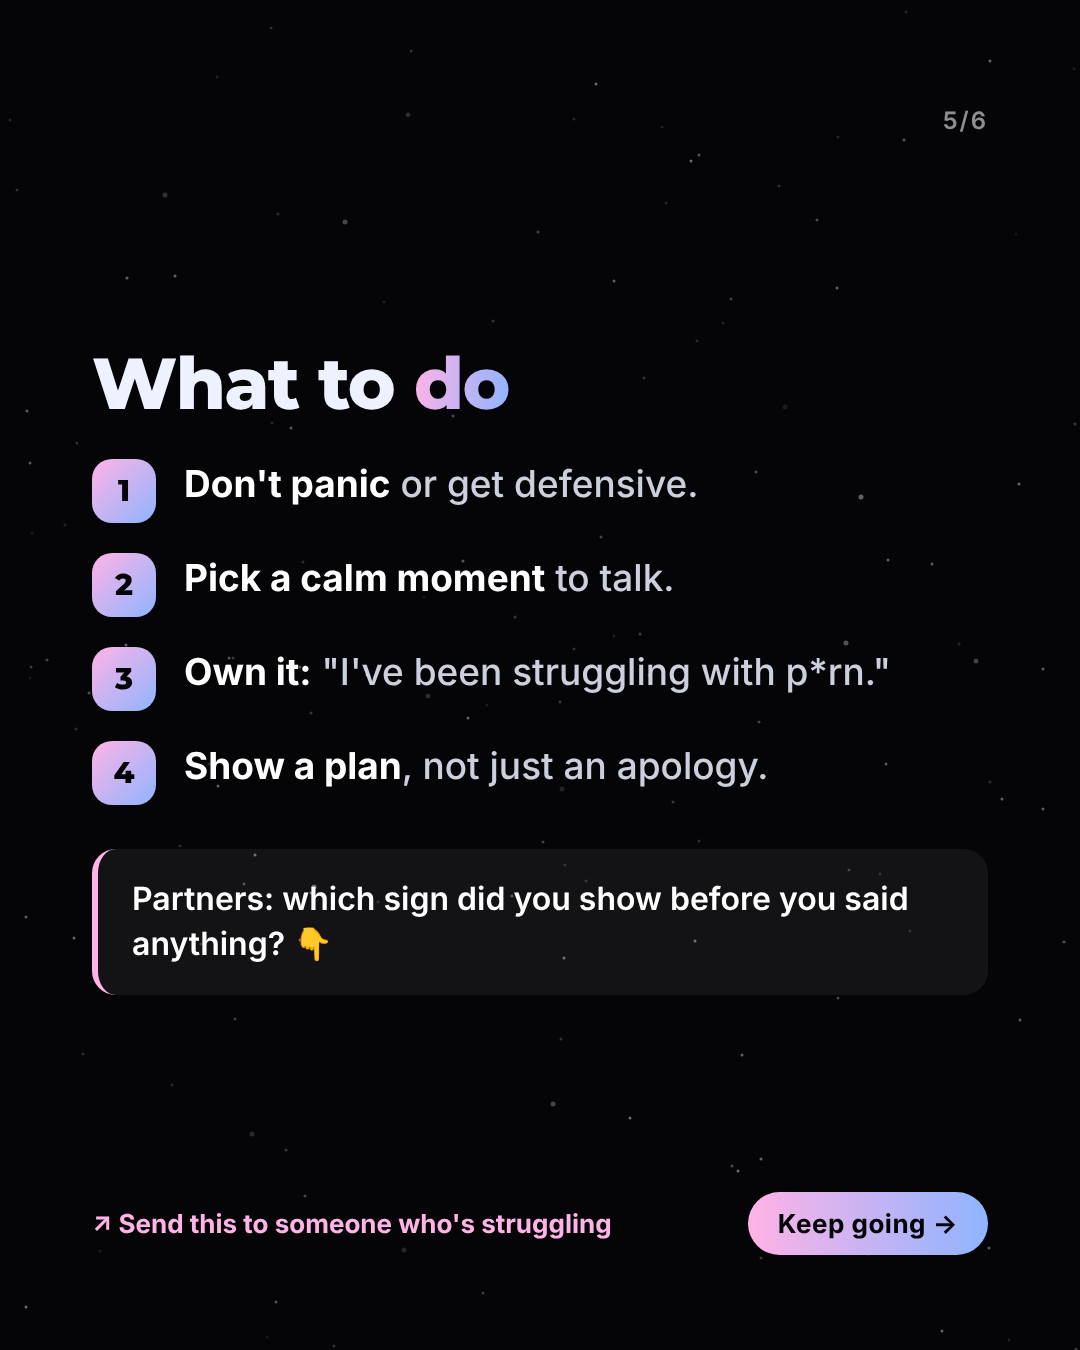 5/6
What to do
1 Don't panic or get defensive.
2 Pick a calm moment to talk.
3 Own it: "I've been struggling with p*rn."
4 Show a plan, not just an apology.
Partners: which sign did you show before you said
anything? 👇
↗ Send this to someone who's struggling
Keep going →